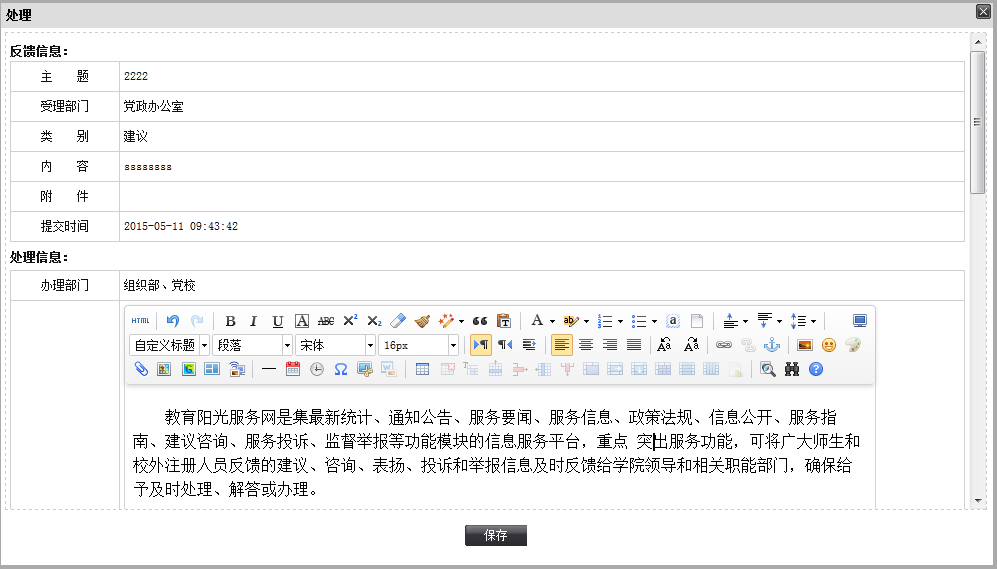 处理
反馈信息：
主 题 2222
受理部门 党政办公室
类 别 建议
内 容 ssssssss
附 件
提交时间 2015-05-11 09:43:42
处理信息：
办理部门 组织部、党校
HTML B I U A ABC X² X₂
自定义标题 段落 宋体 16px
教育阳光服务网是集最新统计、通知公告、服务要闻、服务信息、政策法规、信息公开、服务指
南、建议咨询、服务投诉、监督举报等功能模块的信息服务平台，重点 突出服务功能，可将广大师生和
校外注册人员反馈的建议、咨询、表扬、投诉和举报信息及时反馈给学院领导和相关职能部门，确保给
予及时处理、解答或办理。
保存